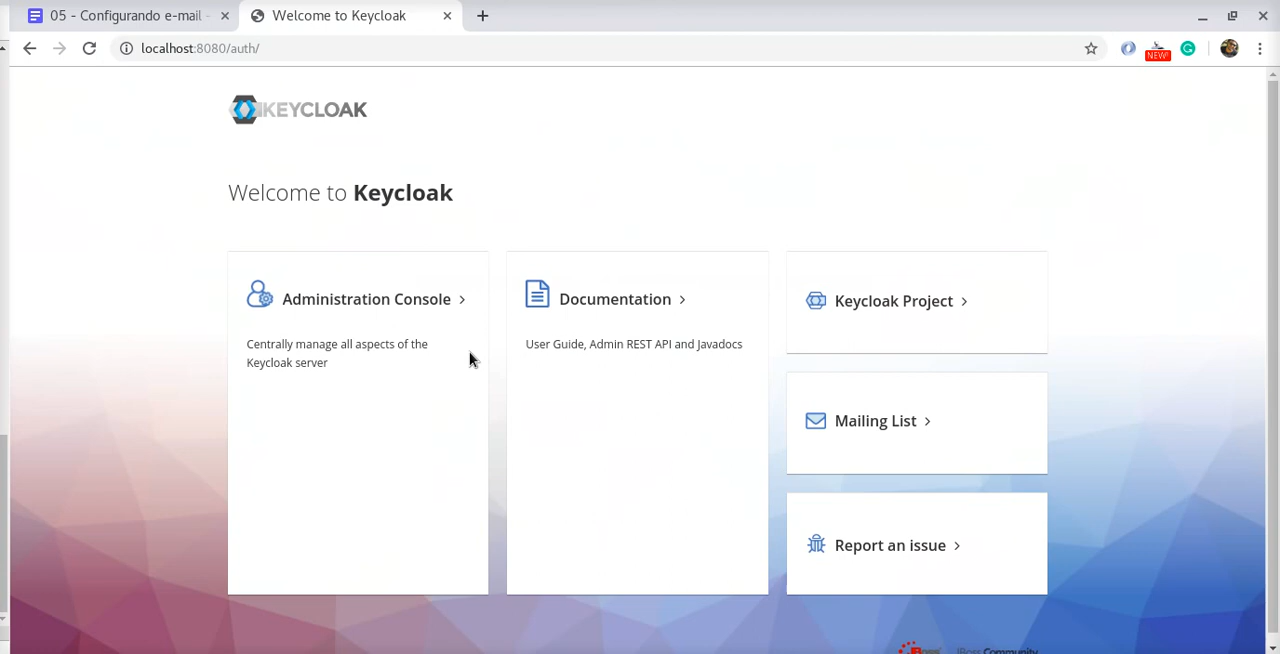 05 - Configurando e-mail -
Welcome to Keycloak
localhost:8080/auth/
NEW!
KEYCLOAK
Welcome to Keycloak
Administration Console
Centrally manage all aspects of the
Keycloak server
Documentation
User Guide, Admin REST API and Javadocs
Keycloak Project
Mailing List
Report an issue
JBoss Community